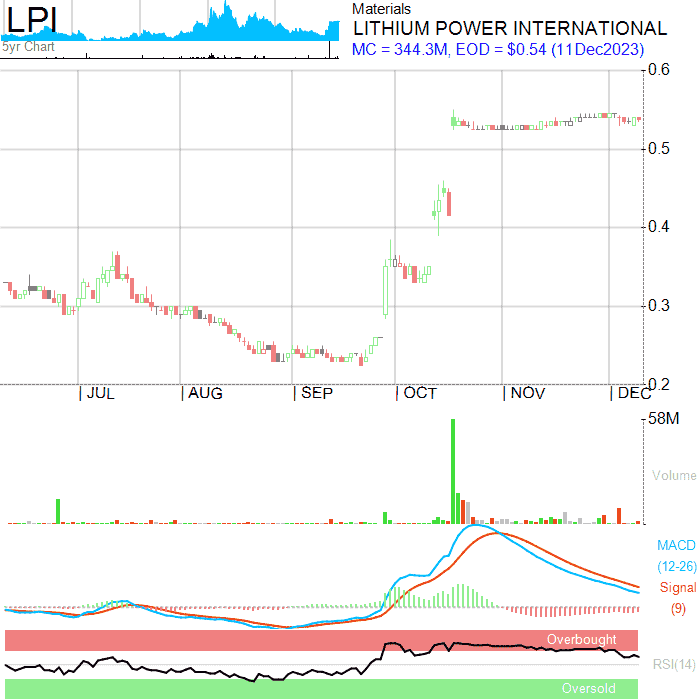 LPI
5yr Chart
Materials
LITHIUM POWER INTERNATIONAL
MC = 344.3M, EOD = $0.54 (11Dec2023)
0.6
0.5
0.4
0.3
0.2
JUL
AUG
SEP
OCT
NOV
DEC
58M
Volume
MACD
(12-26)
Signal
(9)
Overbought
RSI(14)
Oversold